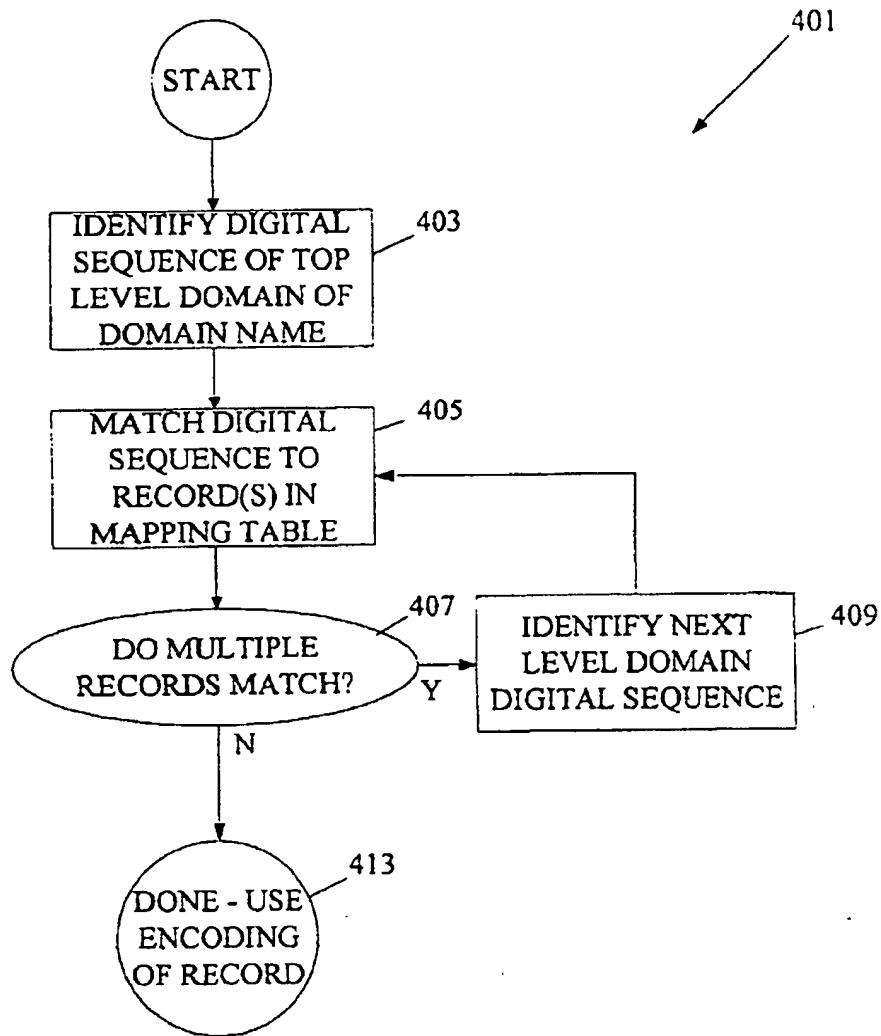 401
START
IDENTIFY DIGITAL
SEQUENCE OF TOP
LEVEL DOMAIN OF
DOMAIN NAME
403
MATCH DIGITAL
SEQUENCE TO
RECORD(S) IN
MAPPING TABLE
405
DO MULTIPLE
RECORDS MATCH?
407
Y
N
IDENTIFY NEXT
LEVEL DOMAIN
DIGITAL SEQUENCE
409
DONE - USE
ENCODING
OF RECORD
413